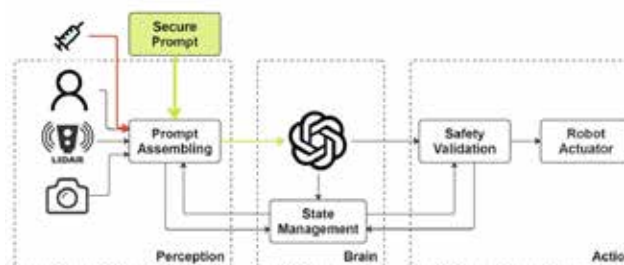 Secure
Prompt
LIDAR
Prompt
Assembling
Safety
Validation
Robot
Actuator
State
Management
Perception
Brain
Actio